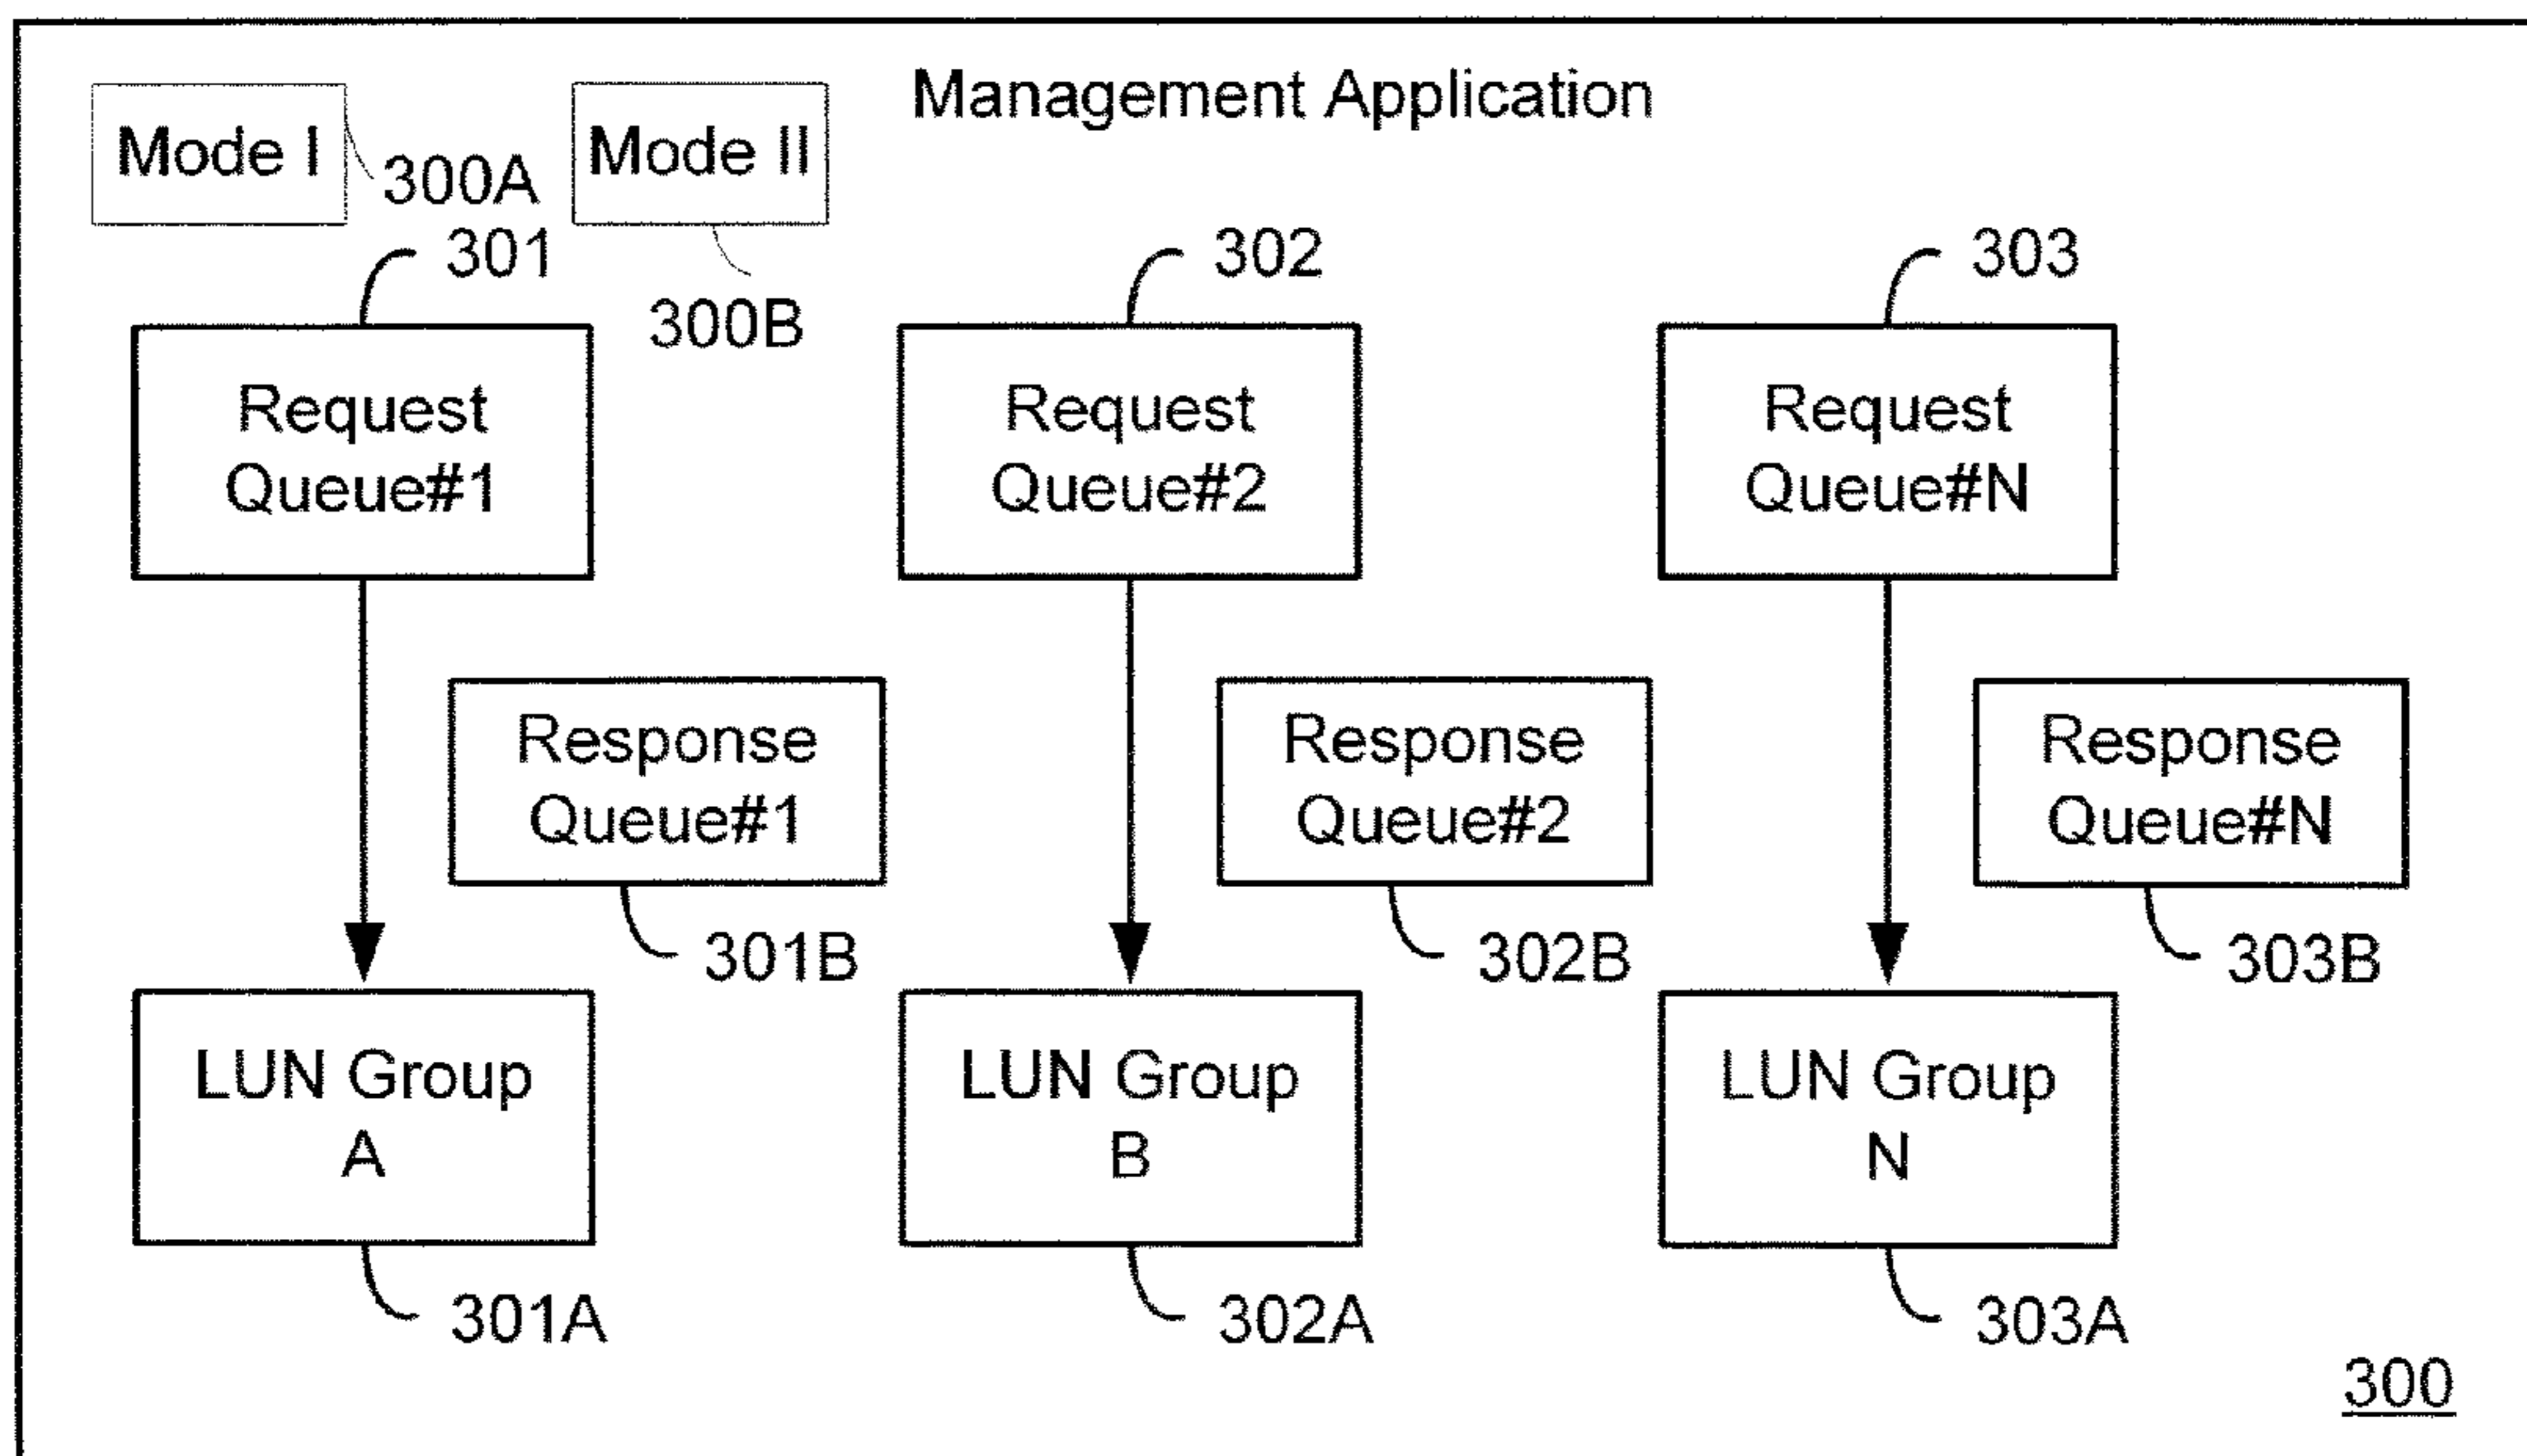 Management Application
Mode I
300A
Mode II
300B
301
302
303
Request
Queue#1
Request
Queue#2
Request
Queue#N
Response
Queue#1
Response
Queue#2
Response
Queue#N
301B
302B
303B
LUN Group
A
LUN Group
B
LUN Group
N
301A
302A
303A
300